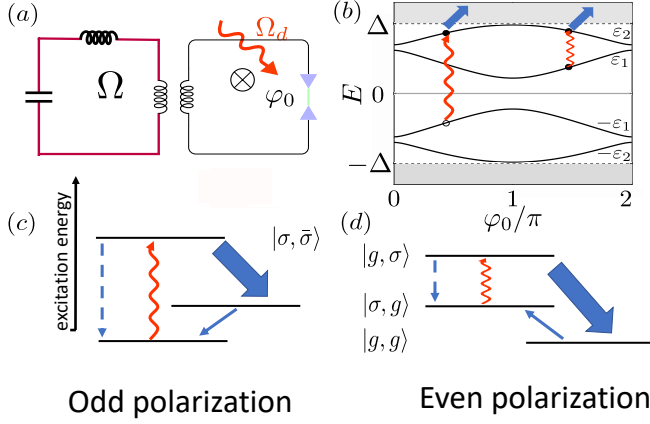 (a)
Ω
Ω_d
φ_0
(b)
Δ
E
0
−Δ
ε_2
ε_1
−ε_1
−ε_2
0
1
2
φ_0/π
(c)
excitation energy
|σ, σ̄⟩
Odd polarization
(d)
|g, σ⟩
|σ, g⟩
|g, g⟩
Even polarization